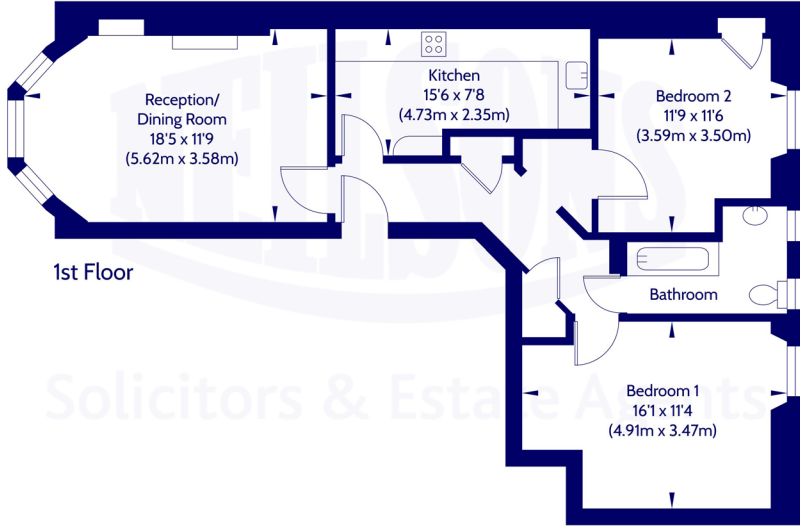 NEILSONS
Reception/
Dining Room
18'5 x 11'9
(5.62m x 3.58m)
Kitchen
15'6 x 7'8
(4.73m x 2.35m)
Bedroom 2
11'9 x 11'6
(3.59m x 3.50m)
1st Floor
Bathroom
Bedroom 1
16'1 x 11'4
(4.91m x 3.47m)
Solicitors & Estate Agents